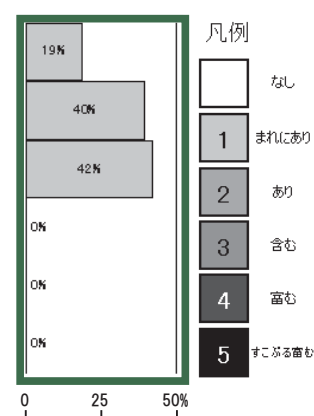 19%
40%
42%
0%
0%
0%
0 25 50%
凡例
なし
1 まれにあり
2 あり
3 含む
4 富む
5 すこぶる富む